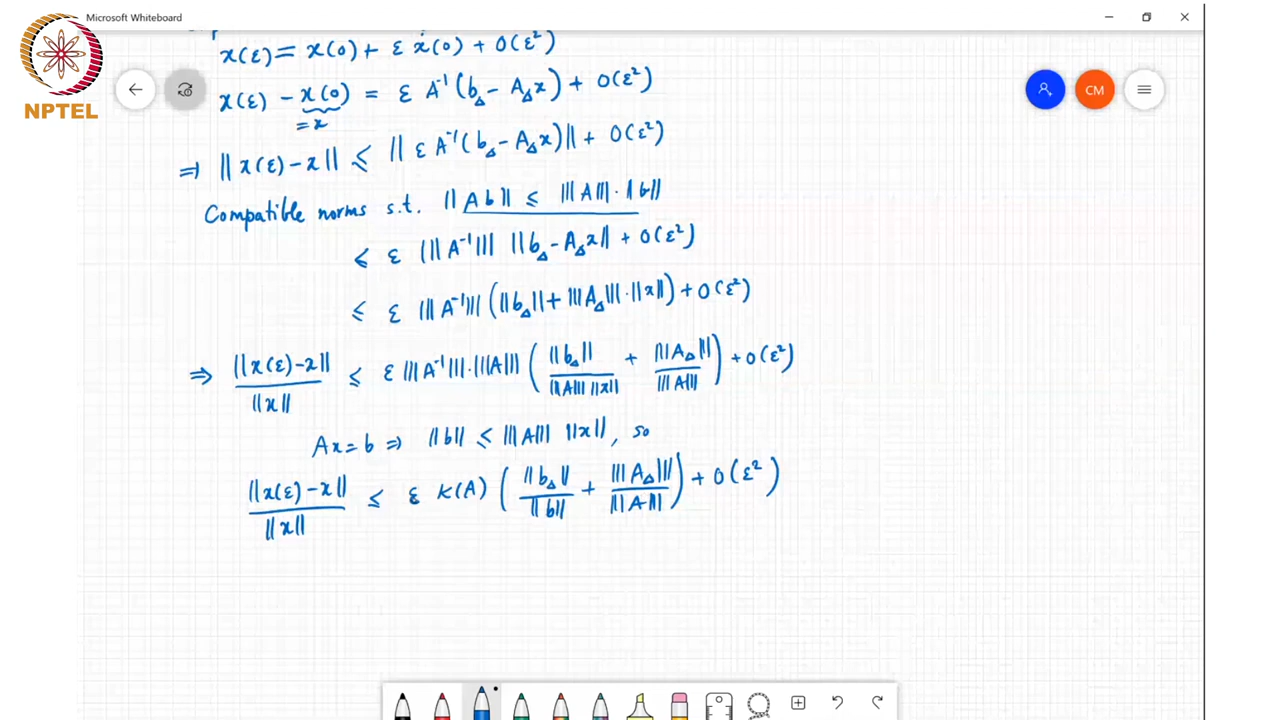 Microsoft Whiteboard
NPTEL
CM
x(ε) = x(0) + ε ẋ(0) + O(ε²)
x(ε) - x(0) = ε A⁻¹ (b_Δ - A_Δ x) + O(ε²)
= x
⇒ ||x(ε) - x|| ≤ ||ε A⁻¹ (b_Δ - A_Δ x)|| + O(ε²)
Compatible norms s.t. ||Ab|| ≤ |||A||| · ||b||
≤ ε |||A⁻¹||| ||b_Δ - A_Δ x|| + O(ε²)
≤ ε |||A⁻¹||| (||b_Δ|| + |||A_Δ||| · ||x||) + O(ε²)
⇒ ||x(ε) - x|| / ||x|| ≤ ε |||A⁻¹||| · |||A||| ( ||b_Δ|| / |||A||| ||x|| + |||A_Δ||| / |||A||| ) + O(ε²)
Ax = b ⇒ ||b|| ≤ |||A||| ||x||, so
||x(ε) - x|| / ||x|| ≤ ε κ(A) ( ||b_Δ|| / ||b|| + |||A_Δ||| / |||A||| ) + O(ε²)